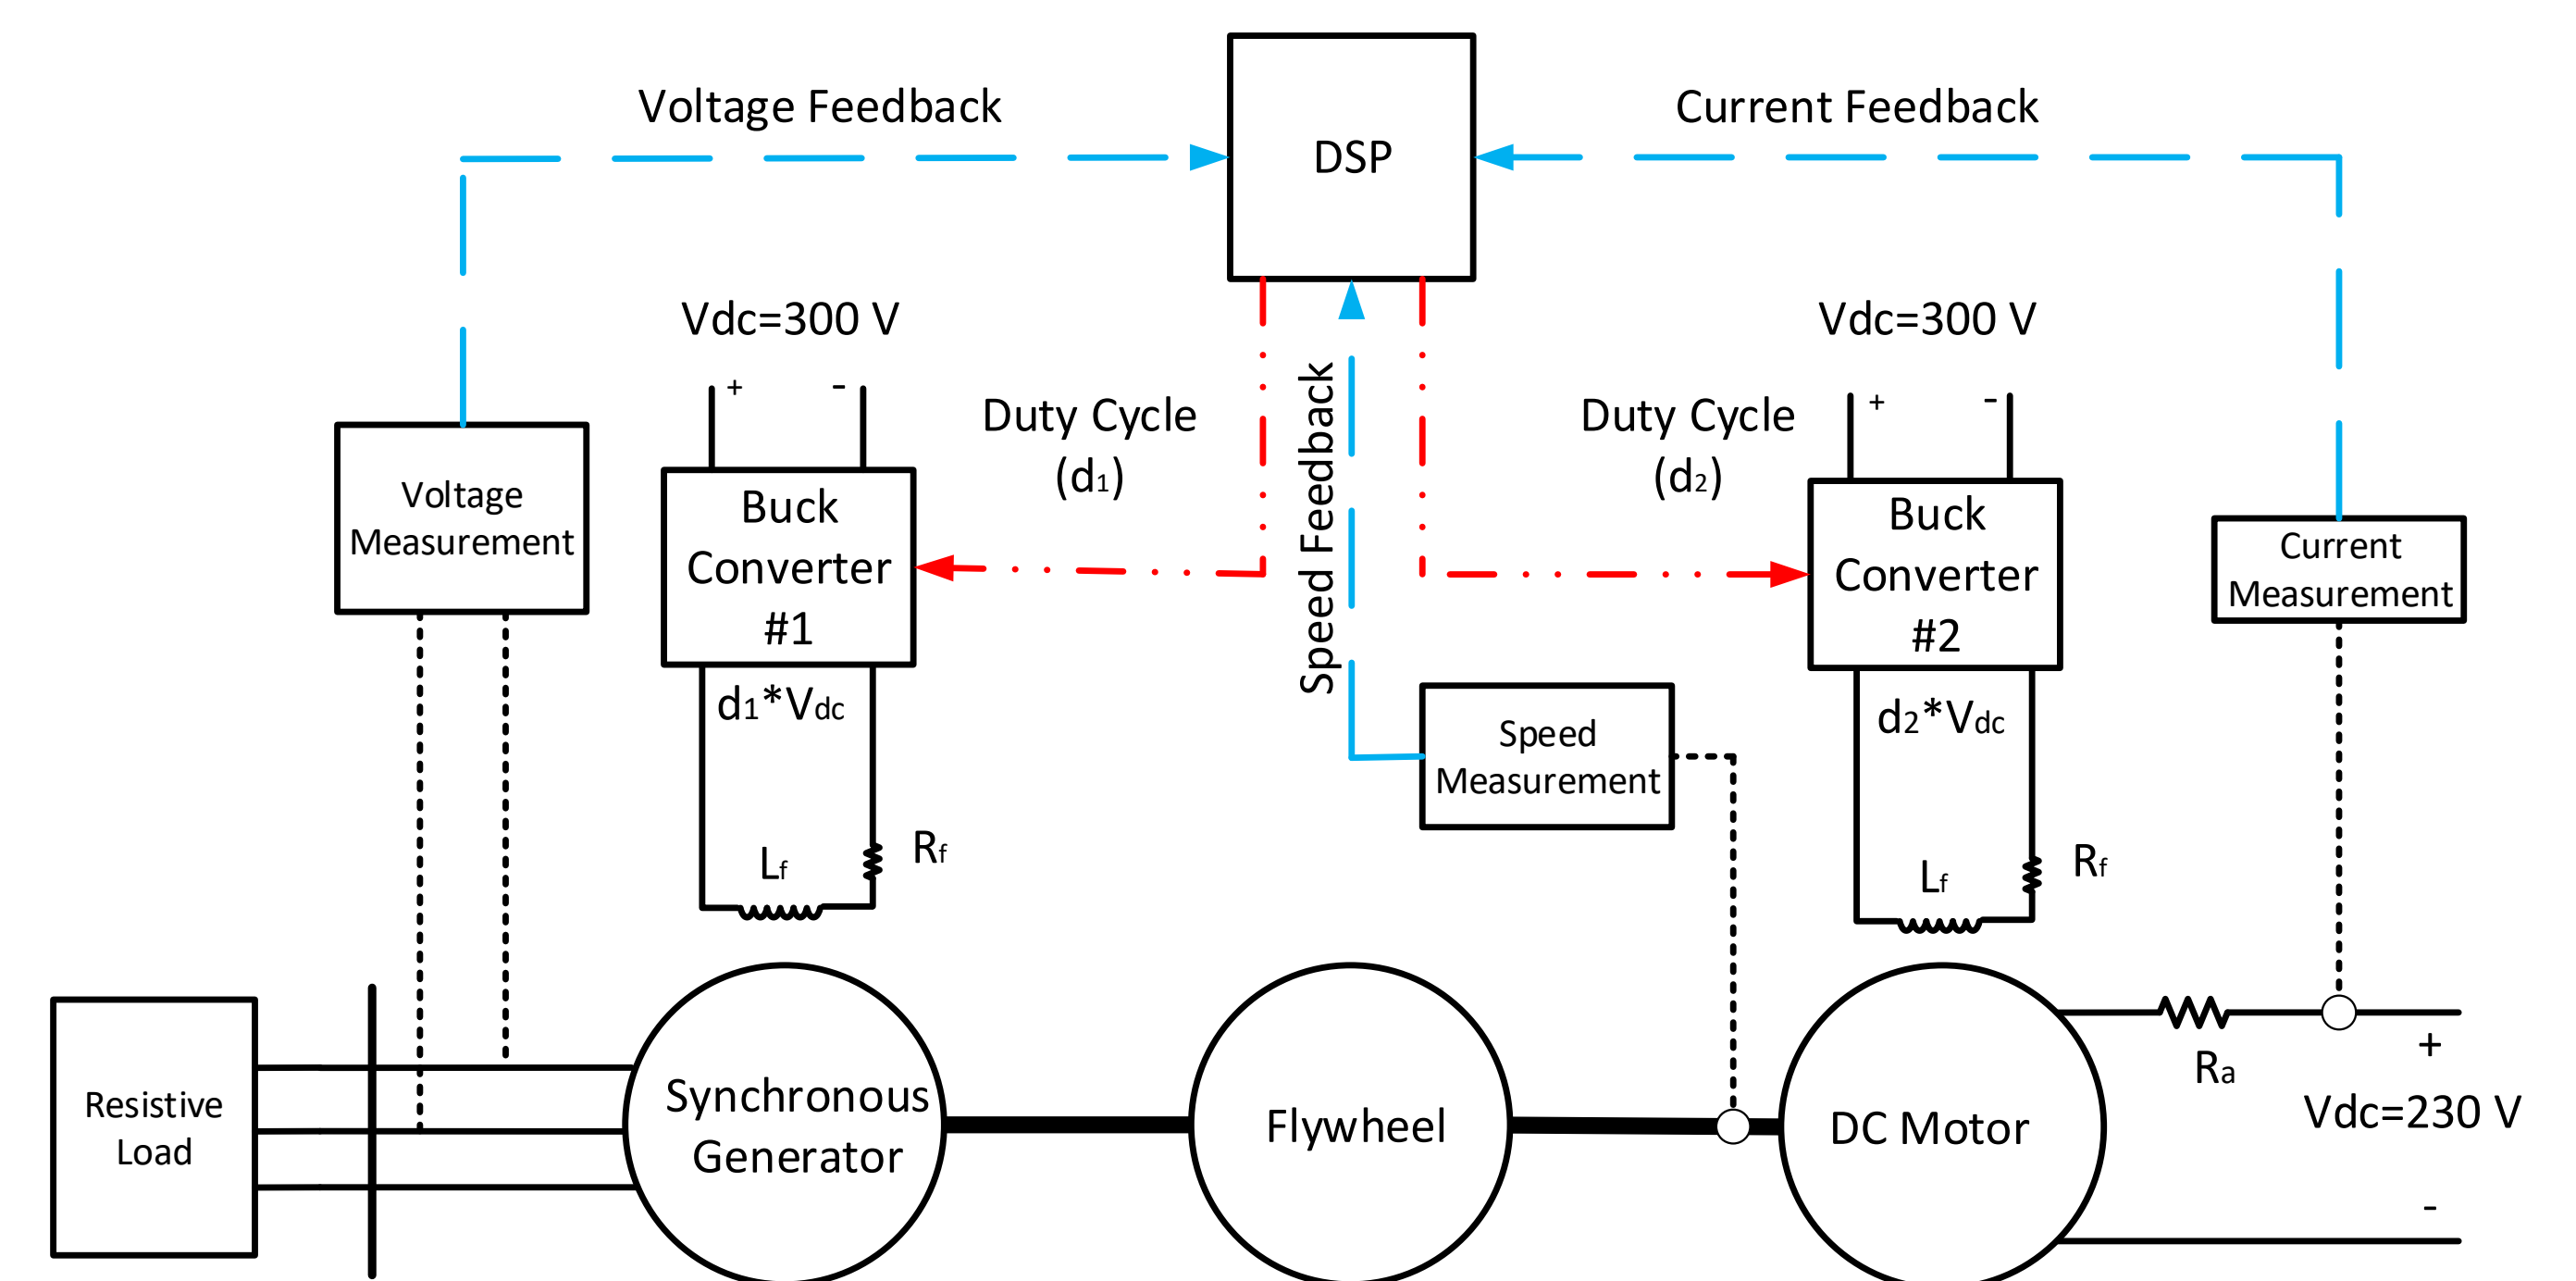 Voltage Feedback
DSP
Current Feedback
Vdc=300 V
+ -
Vdc=300 V
+ -
Duty Cycle
(d1)
Speed Feedback
Duty Cycle
(d2)
Voltage
Measurement
Buck
Converter
#1
Buck
Converter
#2
Current
Measurement
d1*Vdc
d2*Vdc
Speed
Measurement
Lf
Rf
Lf
Rf
Resistive
Load
Synchronous
Generator
Flywheel
DC Motor
Ra
+
Vdc=230 V
-